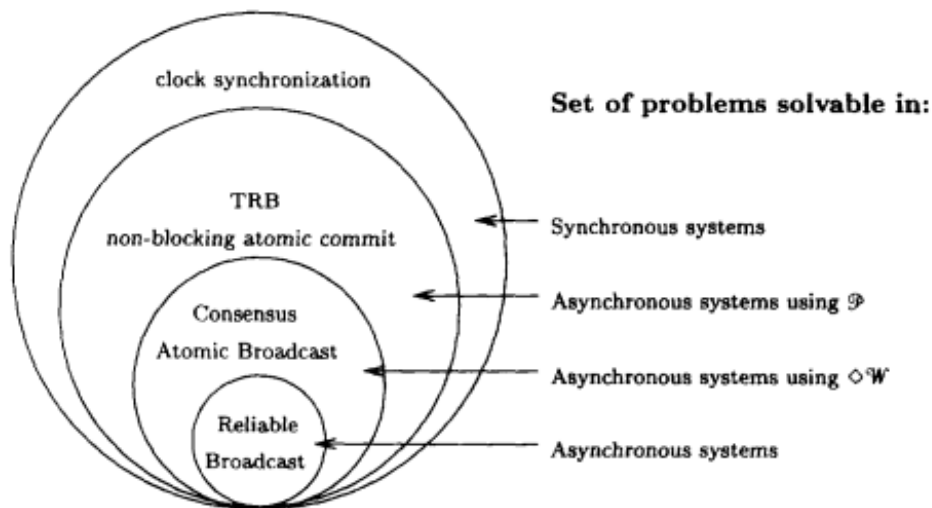 clock synchronization
Set of problems solvable in:
TRB
non-blocking atomic commit
Synchronous systems
Asynchronous systems using 𝒫
Consensus
Atomic Broadcast
Asynchronous systems using ◇𝒲
Reliable
Broadcast
Asynchronous systems